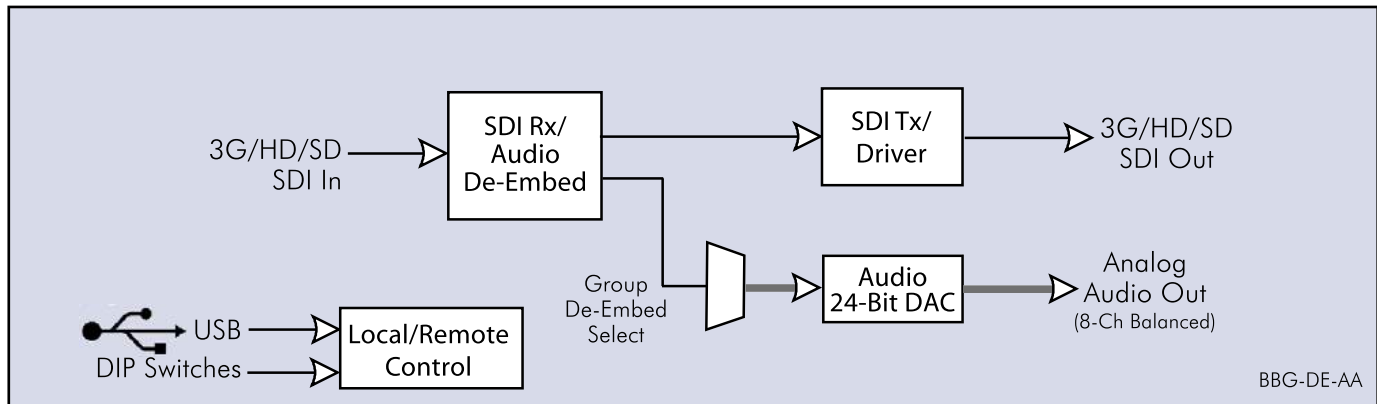 3G/HD/SD
SDI In
SDI Rx/
Audio
De-Embed
SDI Tx/
Driver
3G/HD/SD
SDI Out
Group
De-Embed
Select
Audio
24-Bit DAC
Analog
Audio Out
(8-Ch Balanced)
USB
DIP Switches
Local/Remote
Control
BBG-DE-AA